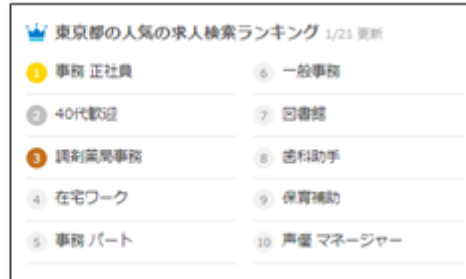 東京都の人気の求人検索ランキング 1/21 更新
1 事務 正社員
2 40代歓迎
3 調剤薬局事務
4 在宅ワーク
5 事務 パート
6 一般事務
7 図書館
8 歯科助手
9 保育補助
10 声優 マネージャー